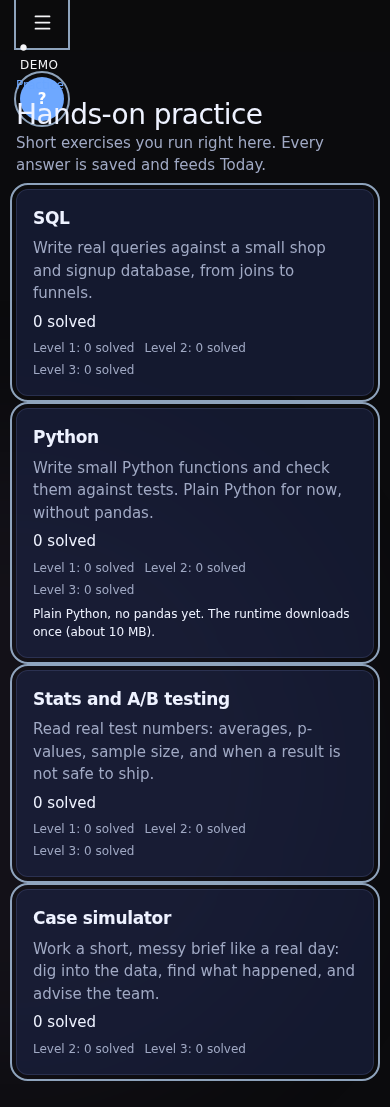 DEMO
?
Hands-on practice
Short exercises you run right here. Every
answer is saved and feeds Today.
SQL
Write real queries against a small shop
and signup database, from joins to
funnels.
0 solved
Level 1: 0 solved Level 2: 0 solved
Level 3: 0 solved
Python
Write small Python functions and check
them against tests. Plain Python for now,
without pandas.
0 solved
Level 1: 0 solved Level 2: 0 solved
Level 3: 0 solved
Plain Python, no pandas yet. The runtime downloads
once (about 10 MB).
Stats and A/B testing
Read real test numbers: averages, p-
values, sample size, and when a result is
not safe to ship.
0 solved
Level 1: 0 solved Level 2: 0 solved
Level 3: 0 solved
Case simulator
Work a short, messy brief like a real day:
dig into the data, find what happened, and
advise the team.
0 solved
Level 2: 0 solved Level 3: 0 solved